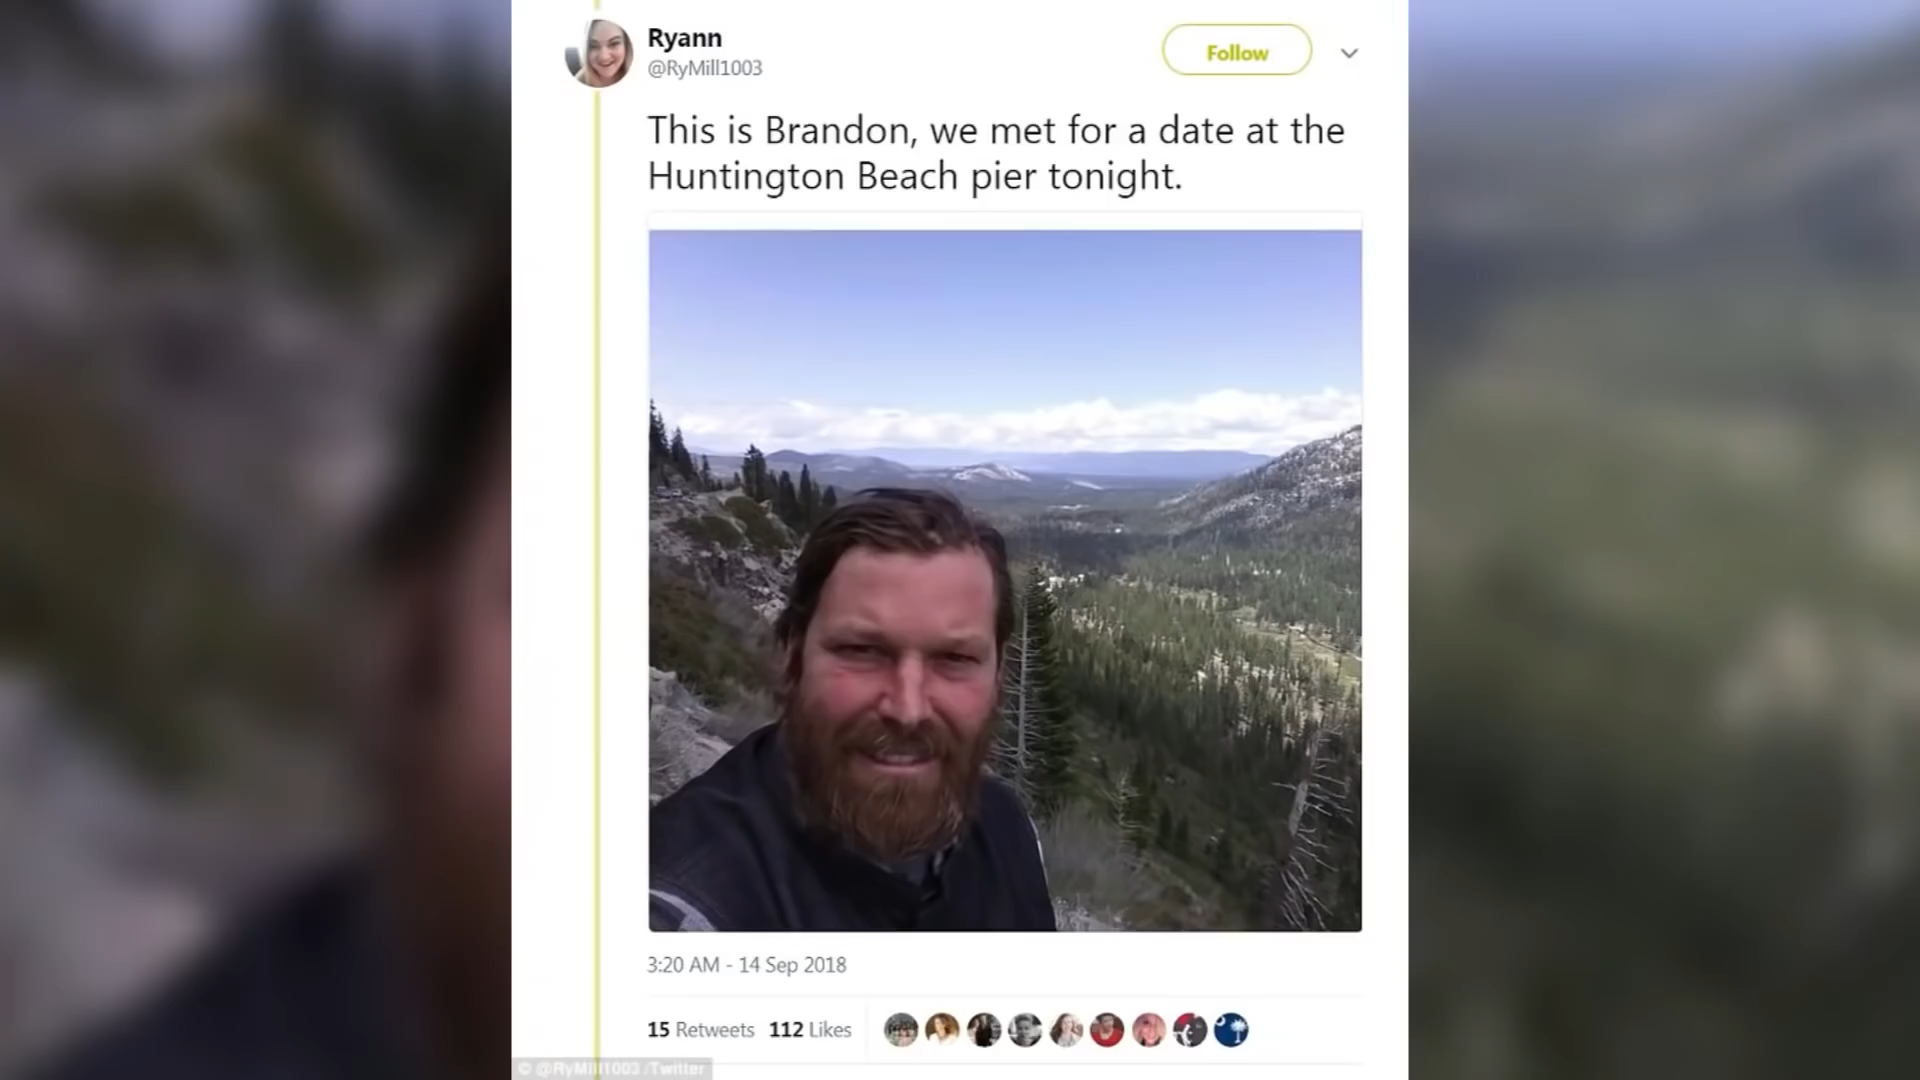 Ryann
@RyMill1003
Follow
This is Brandon, we met for a date at the
Huntington Beach pier tonight.
3:20 AM - 14 Sep 2018
15 Retweets 112 Likes
© @RyMill1003 /Twitter